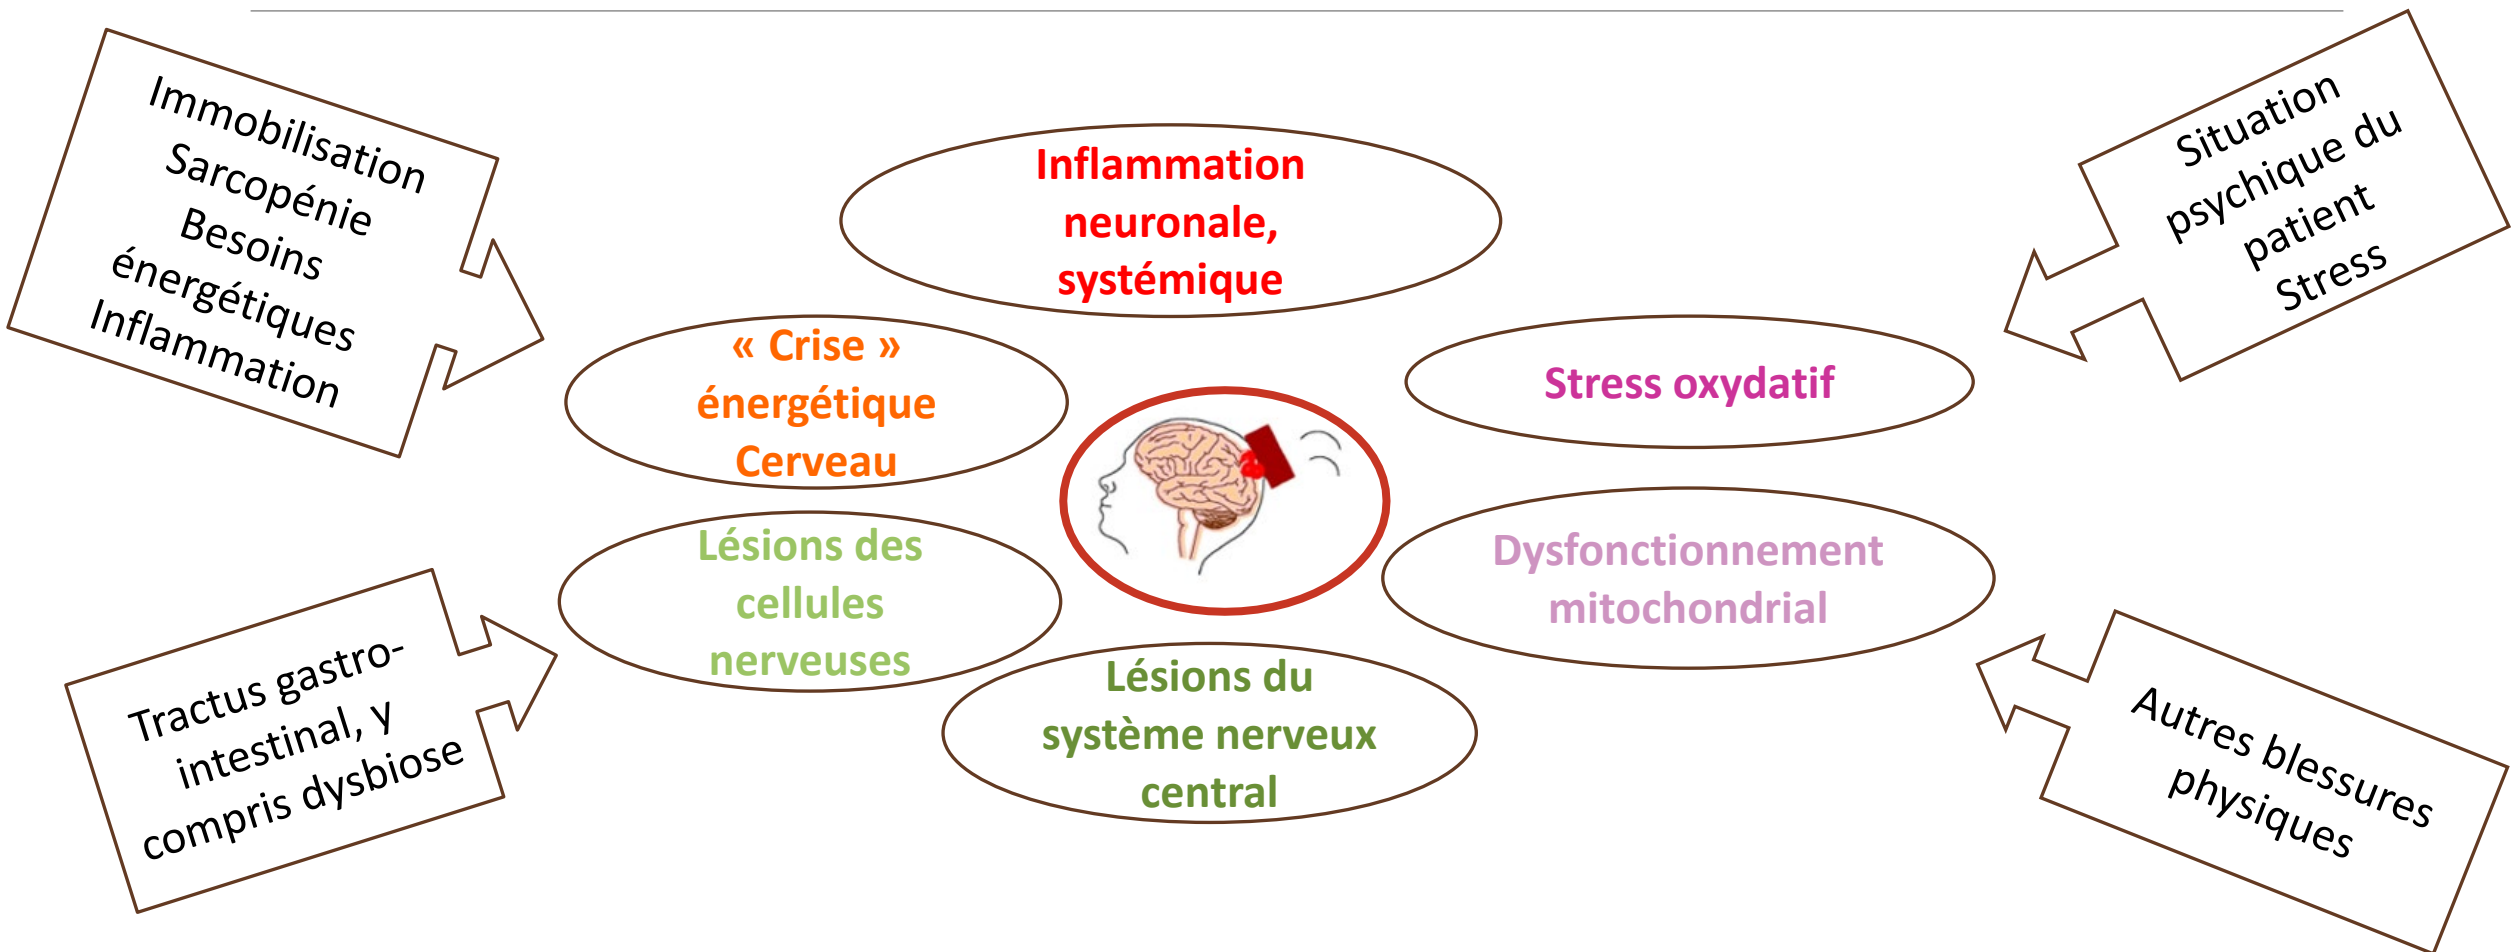 Immobilisation
Sarcopénie
Besoins
énergétiques
Inflammation
Situation
psychique du
patient
Stress
Inflammation
neuronale,
systémique
« Crise »
énergétique
Cerveau
Stress oxydatif
Lésions des
cellules
nerveuses
Dysfonctionnement
mitochondrial
Lésions du
système nerveux
central
Tractus gastro-
intestinal, y
compris dysbiose
Autres blessures
physiques